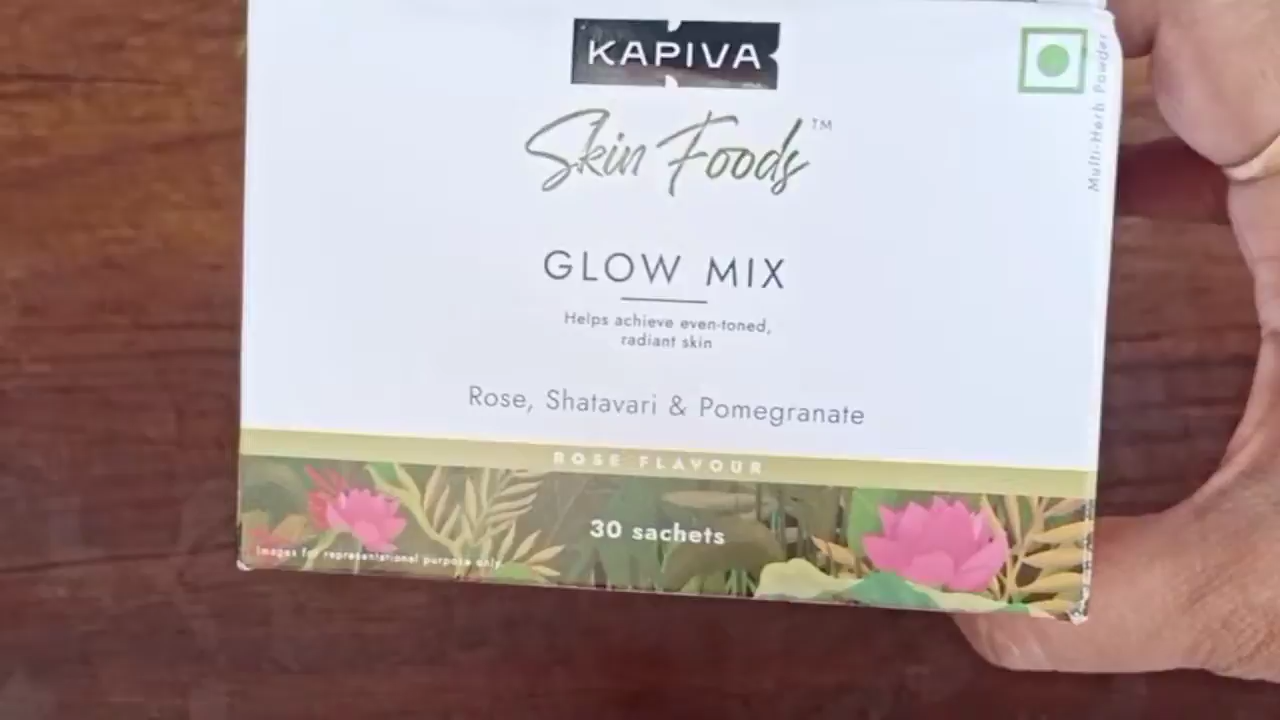 KAPIVA
Skin Foods™
GLOW MIX
Helps achieve even-toned,
radiant skin
Rose, Shatavari & Pomegranate
ROSE FLAVOUR
30 sachets
Images for representational purpose only.
Multi-Herb Powder